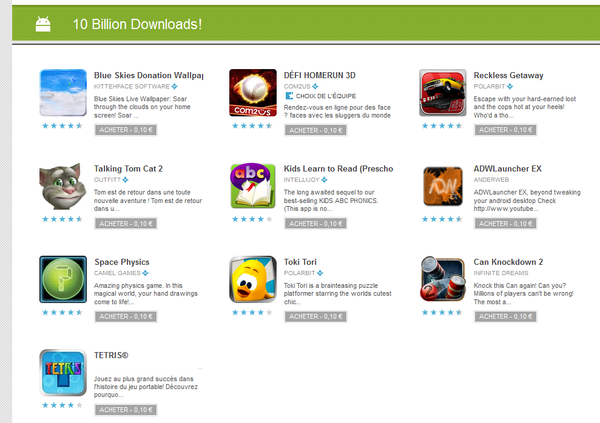 10 Billion Downloads!
Blue Skies Donation Wallpap
KITTEHFACE SOFTWARE
Blue Skies Live Wallpaper: Soar
through the clouds on your home
screen! Soar ...
ACHETER - 0,10 €
COM2US
DÉFI HOMERUN 3D
COM2US
CHOIX DE L'ÉQUIPE
Rendez-vous en ligne pour des face
? faces avec les sluggers du monde
ACHETER - 0,10 €
Reckless Getaway
POLARBIT
Escape with your hard-earned loot
and the cops hot at your heels!
Who'd a tho...
ACHETER - 0,10 €
Talking Tom Cat 2
OUTFIT7
Tom est de retour dans une toute
nouvelle aventure ! Tom est de retour
dans u...
ACHETER - 0,10 €
abc
Kids Learn to Read (Prescho
INTELLIJOY
The long awaited sequel to our
best-selling KIDS ABC PHONICS.
(This app is no...
ACHETER - 0,10 €
ADW
ADWLauncher EX
ANDERWEB
ADWLauncher EX, beyond tweaking
your android desktop Check
http://www.youtube...
ACHETER - 0,10 €
Space Physics
CAMEL GAMES
Amazing physics game. In this
magical world, your hand drawings
come to life!...
ACHETER - 0,10 €
Toki Tori
POLARBIT
Toki Tori is a brainteasing puzzle
platformer starring the worlds cutest
chic...
ACHETER - 0,10 €
Can Knockdown 2
INFINITE DREAMS
Knock this Can again! Can you?
Millions of players can't be wrong!
The most a...
ACHETER - 0,10 €
TETRIS
TETRIS®
Jouez au plus grand succès dans
l'histoire du jeu portable! Découvrez
pourquo...
ACHETER - 0,10 €